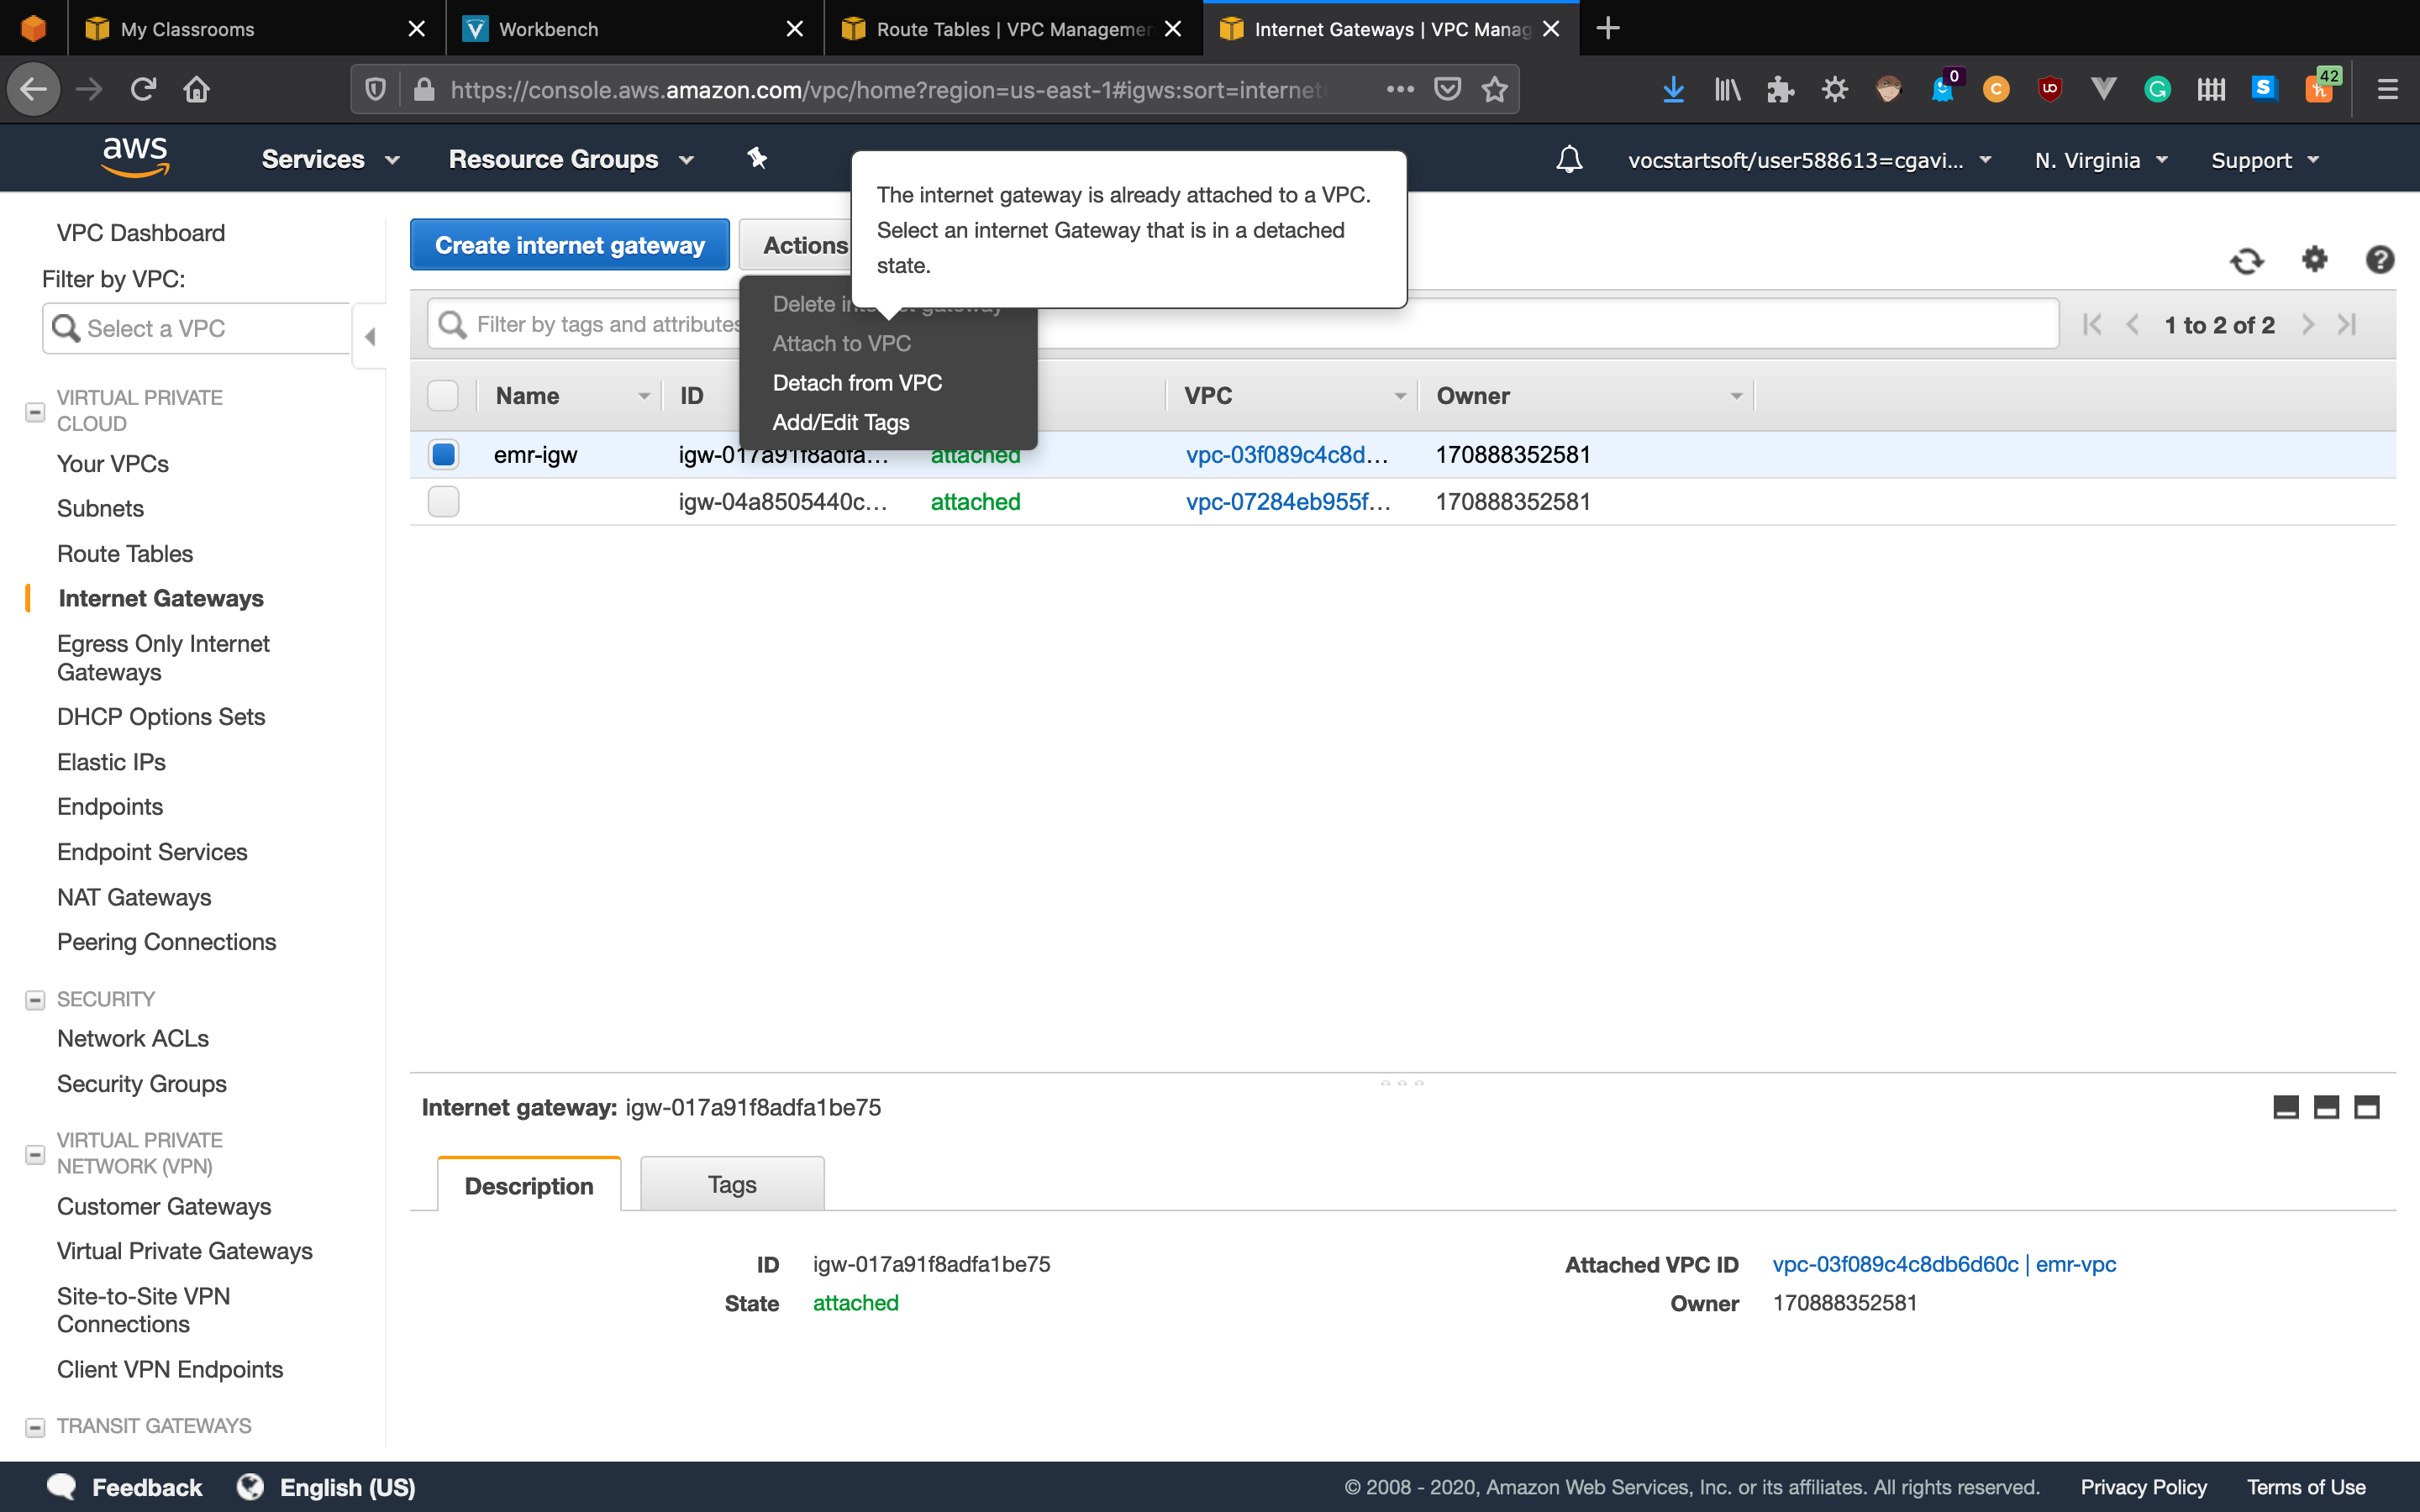 My Classrooms
Workbench
Route Tables | VPC Managemen
Internet Gateways | VPC Manag
https://console.aws.amazon.com/vpc/home?region=us-east-1#igws:sort=internet
0
42
aws
Services
Resource Groups
vocstartsoft/user588613=cgavi...
N. Virginia
Support
The internet gateway is already attached to a VPC.
Select an internet Gateway that is in a detached
state.
VPC Dashboard
Filter by VPC:
Select a VPC
VIRTUAL PRIVATE
CLOUD
Your VPCs
Subnets
Route Tables
Internet Gateways
Egress Only Internet
Gateways
DHCP Options Sets
Elastic IPs
Endpoints
Endpoint Services
NAT Gateways
Peering Connections
SECURITY
Network ACLs
Security Groups
VIRTUAL PRIVATE
NETWORK (VPN)
Customer Gateways
Virtual Private Gateways
Site-to-Site VPN
Connections
Client VPN Endpoints
TRANSIT GATEWAYS
Create internet gateway
Actions
Delete internet gateway
Attach to VPC
Detach from VPC
Add/Edit Tags
Filter by tags and attributes
1 to 2 of 2
Name ID VPC Owner
emr-igw igw-017a91f8adfa... attached vpc-03f089c4c8d... 170888352581
igw-04a8505440c... attached vpc-07284eb955f... 170888352581
Internet gateway: igw-017a91f8adfa1be75
Description
Tags
ID igw-017a91f8adfa1be75
Attached VPC ID vpc-03f089c4c8db6d60c | emr-vpc
State attached
Owner 170888352581
Feedback
English (US)
© 2008 - 2020, Amazon Web Services, Inc. or its affiliates. All rights reserved.
Privacy Policy
Terms of Use